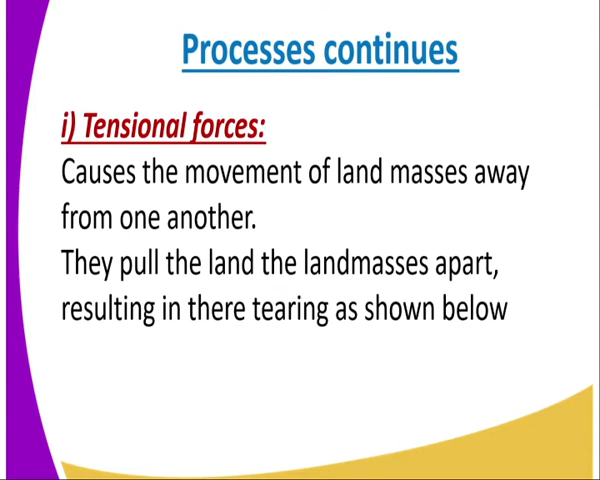 Processes continues
i) Tensional forces:
Causes the movement of land masses away
from one another.
They pull the land the landmasses apart,
resulting in there tearing as shown below